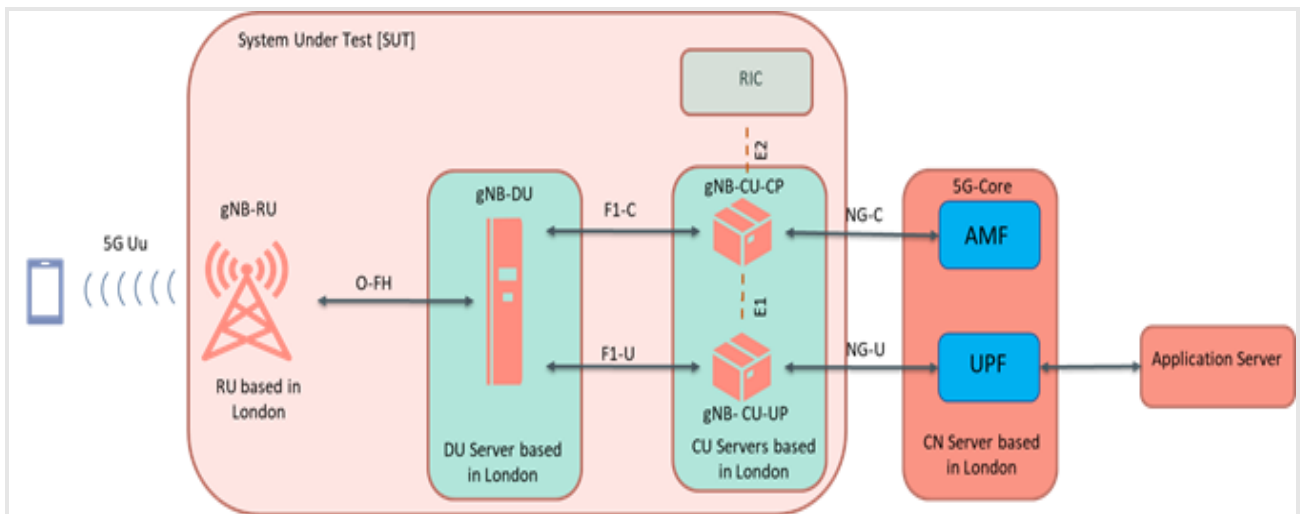 System Under Test [SUT]
RIC
E2
gNB-CU-CP
5G-Core
gNB-DU
gNB-RU
F1-C
NG-C
AMF
5G Uu
O-FH
E1
F1-U
NG-U
UPF
Application Server
RU based in
London
gNB- CU-UP
DU Server based
in London
CU Servers based
in London
CN Server based
in London